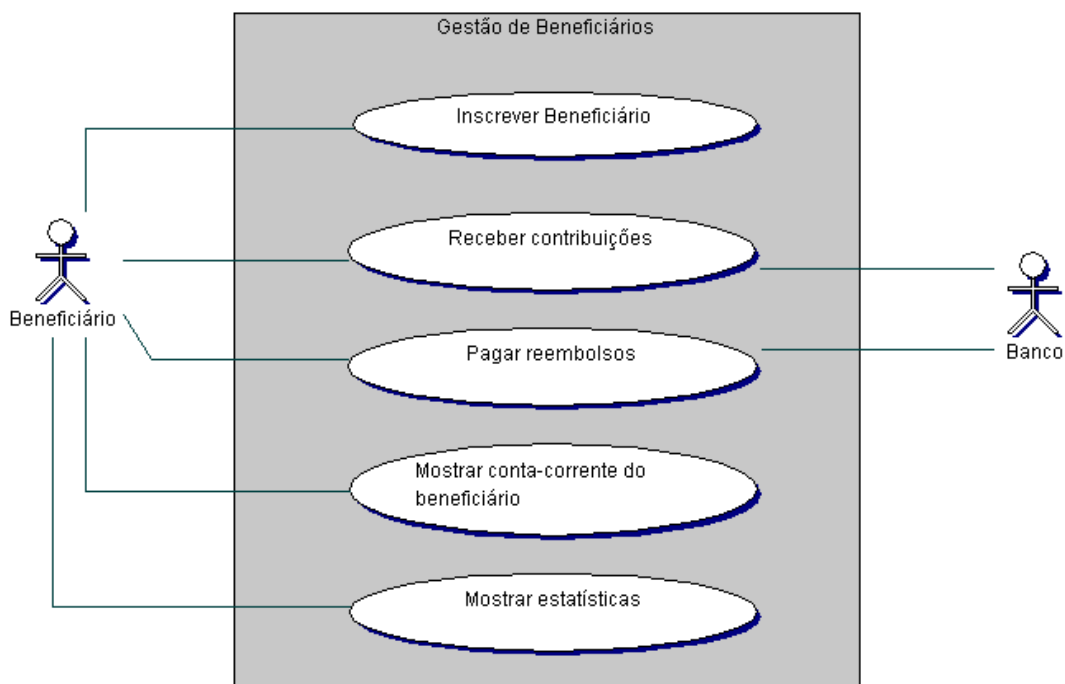 Gestão de Beneficiários
Inscrever Beneficiário
Receber contribuições
Beneficiário
Pagar reembolsos
Banco
Mostrar conta-corrente do
beneficiário
Mostrar estatísticas